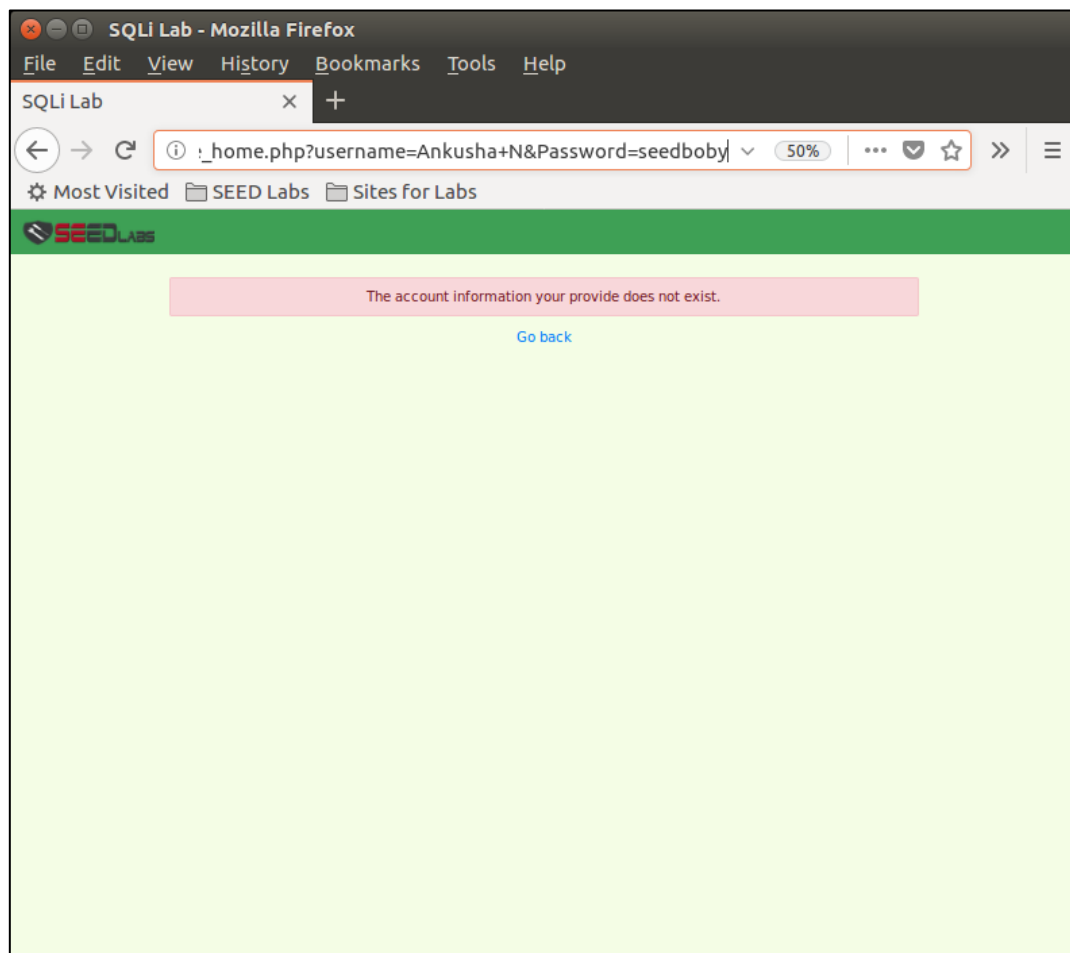 SQLi Lab - Mozilla Firefox
File Edit View History Bookmarks Tools Help
SQLi Lab
_home.php?username=Ankusha+N&Password=seedboby 50%
Most Visited SEED Labs Sites for Labs
SEEDLABS
The account information your provide does not exist.
Go back